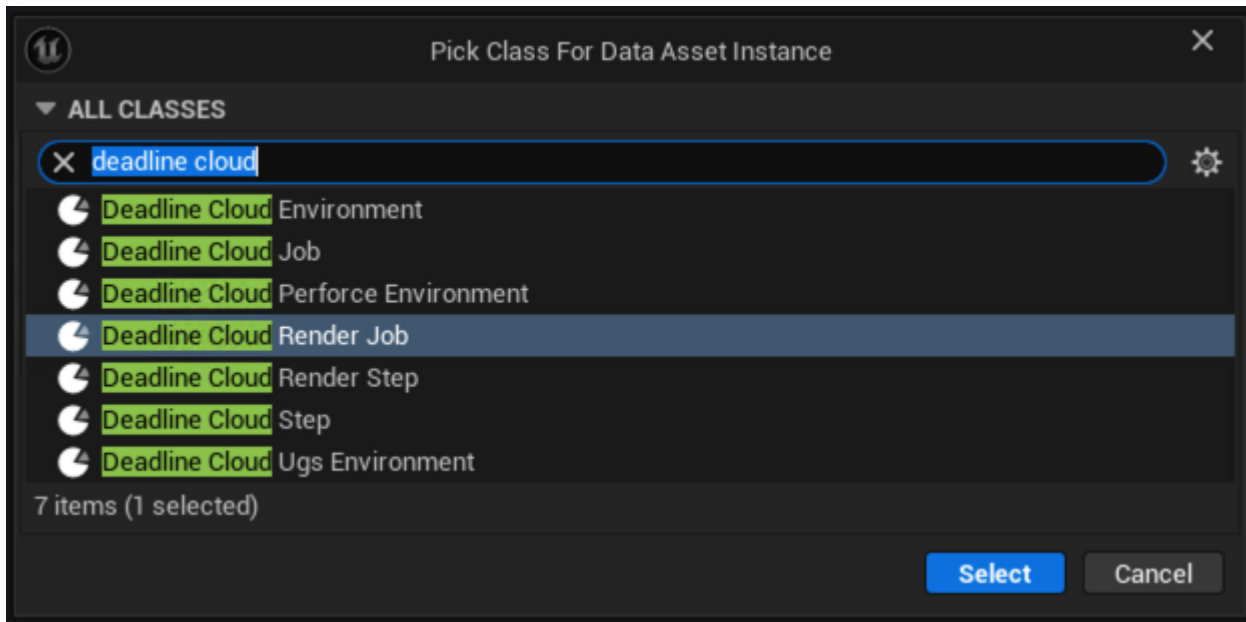 Pick Class For Data Asset Instance
ALL CLASSES
deadline cloud
Deadline Cloud Environment
Deadline Cloud Job
Deadline Cloud Perforce Environment
Deadline Cloud Render Job
Deadline Cloud Render Step
Deadline Cloud Step
Deadline Cloud Ugs Environment
7 items (1 selected)
Select Cancel